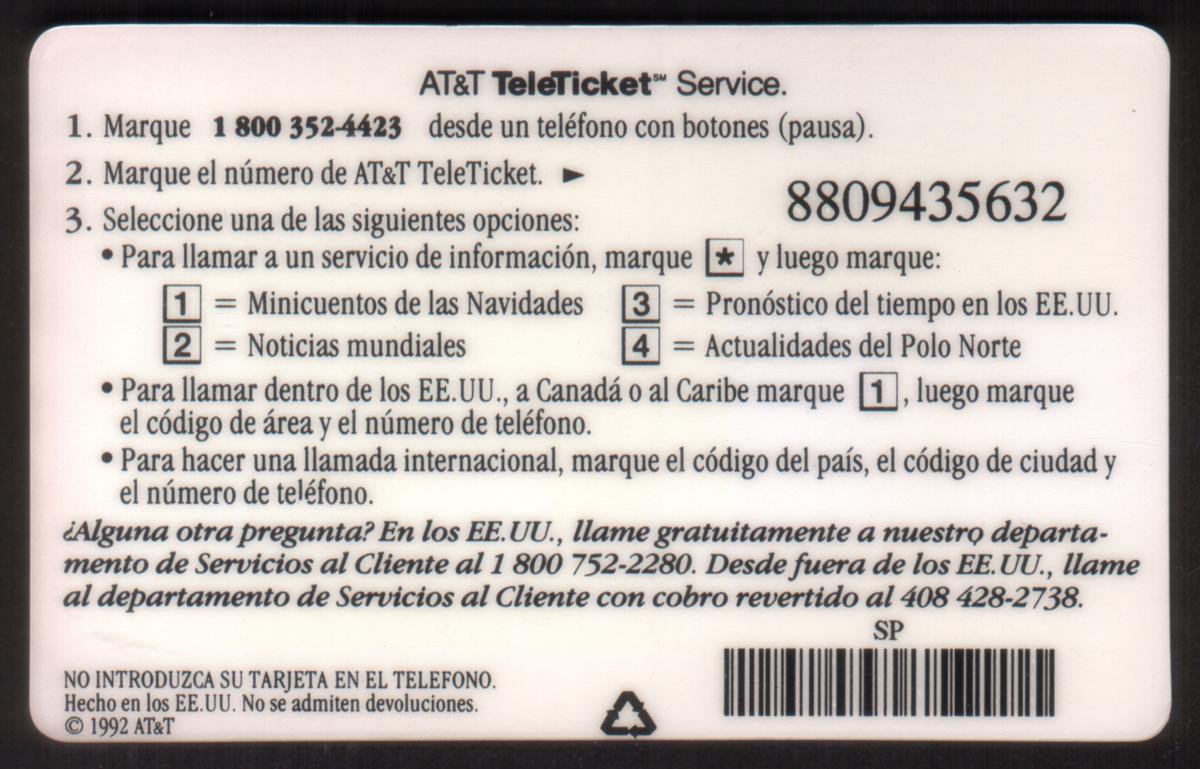 AT&T TeleTicket℠ Service.
1. Marque 1 800 352-4423 desde un teléfono con botones (pausa).
2. Marque el número de AT&T TeleTicket. ►
8809435632
3. Seleccione una de las siguientes opciones:
• Para llamar a un servicio de información, marque * y luego marque:
1 = Minicuentos de las Navidades 3 = Pronóstico del tiempo en los EE.UU.
2 = Noticias mundiales 4 = Actualidades del Polo Norte
• Para llamar dentro de los EE.UU., a Canadá o al Caribe marque 1, luego marque
el código de área y el número de teléfono.
• Para hacer una llamada internacional, marque el código del país, el código de ciudad y
el número de teléfono.
¿Alguna otra pregunta? En los EE.UU., llame gratuitamente a nuestro departa-
mento de Servicios al Cliente al 1 800 752-2280. Desde fuera de los EE.UU., llame
al departamento de Servicios al Cliente con cobro revertido al 408 428-2738.
SP
NO INTRODUZCA SU TARJETA EN EL TELEFONO.
Hecho en los EE.UU. No se admiten devoluciones.
© 1992 AT&T